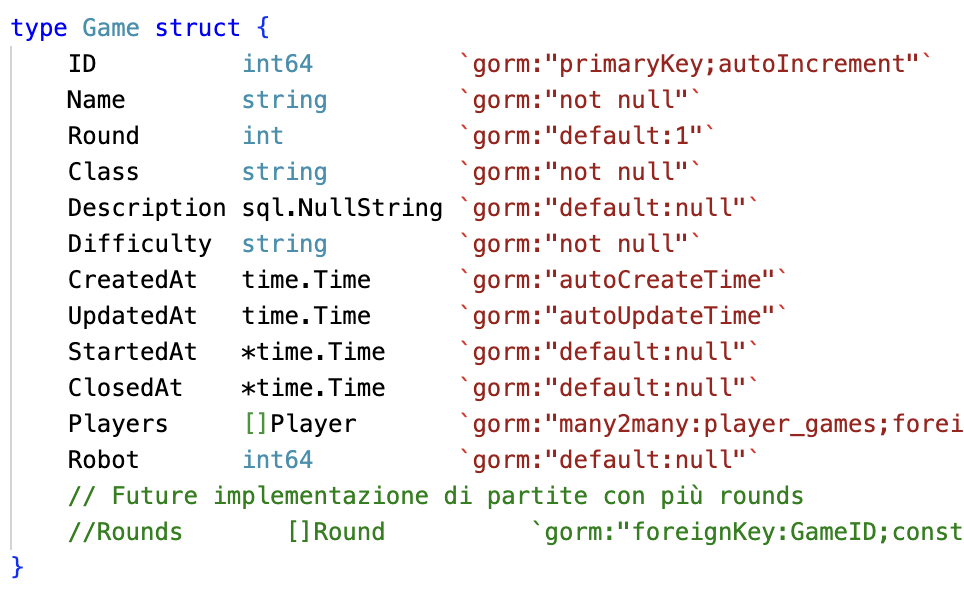 type Game struct {
    ID          int64          `gorm:"primaryKey;autoIncrement"`
    Name        string         `gorm:"not null"`
    Round       int            `gorm:"default:1"`
    Class       string         `gorm:"not null"`
    Description sql.NullString `gorm:"default:null"`
    Difficulty  string         `gorm:"not null"`
    CreatedAt   time.Time      `gorm:"autoCreateTime"`
    UpdatedAt   time.Time      `gorm:"autoUpdateTime"`
    StartedAt   *time.Time     `gorm:"default:null"`
    ClosedAt    *time.Time     `gorm:"default:null"`
    Players     []Player       `gorm:"many2many:player_games;forei
    Robot       int64          `gorm:"default:null"`
    // Future implementazione di partite con più rounds
    //Rounds       []Round          `gorm:"foreignKey:GameID;const
}